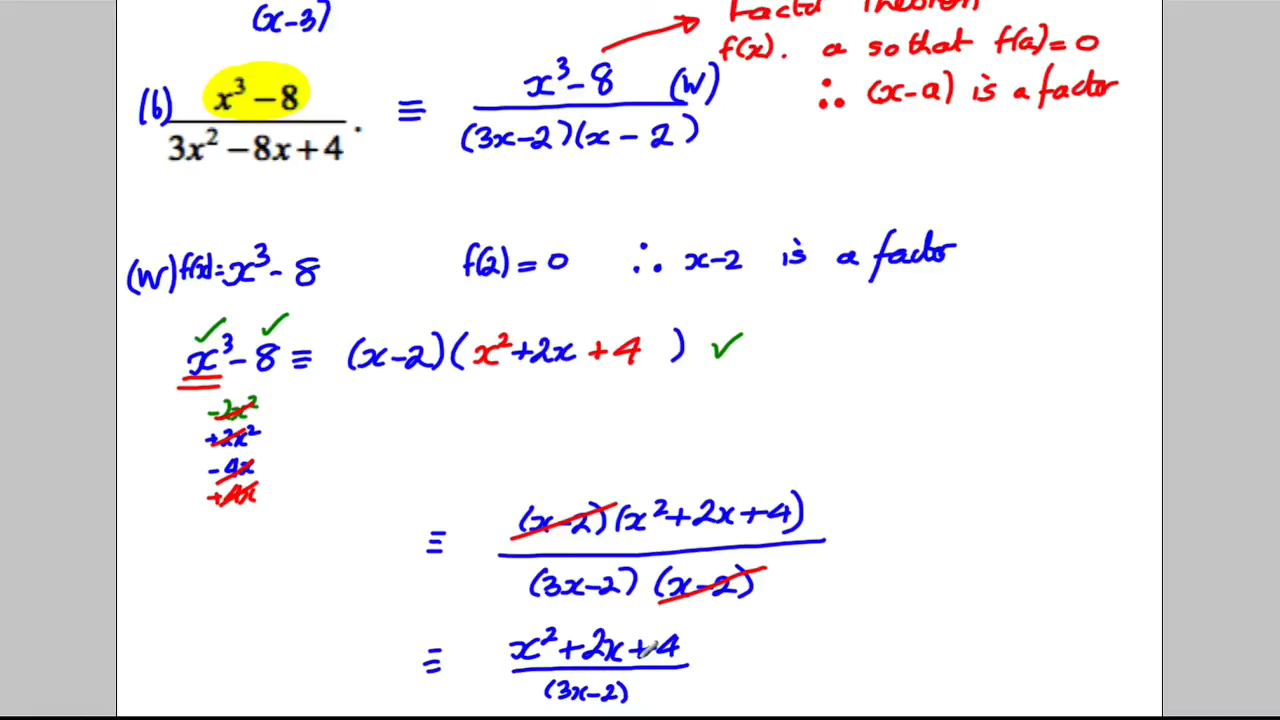 (x-3)
Factor Theorem
f(x). a so that f(a)=0
∴ (x-a) is a factor
(b) x³ - 8 / 3x² - 8x + 4 . ≡ x³-8 (W) / (3x-2)(x-2)
(W) f(x)=x³-8 f(2)=0 ∴ x-2 is a factor
✓ ✓
x³-8 ≡ (x-2)(x²+2x+4) ✓
-2x²
+2x²
-4x
+4x
≡ (x-2)(x²+2x+4) / (3x-2)(x-2)
≡ x²+2x+4 / (3x-2)